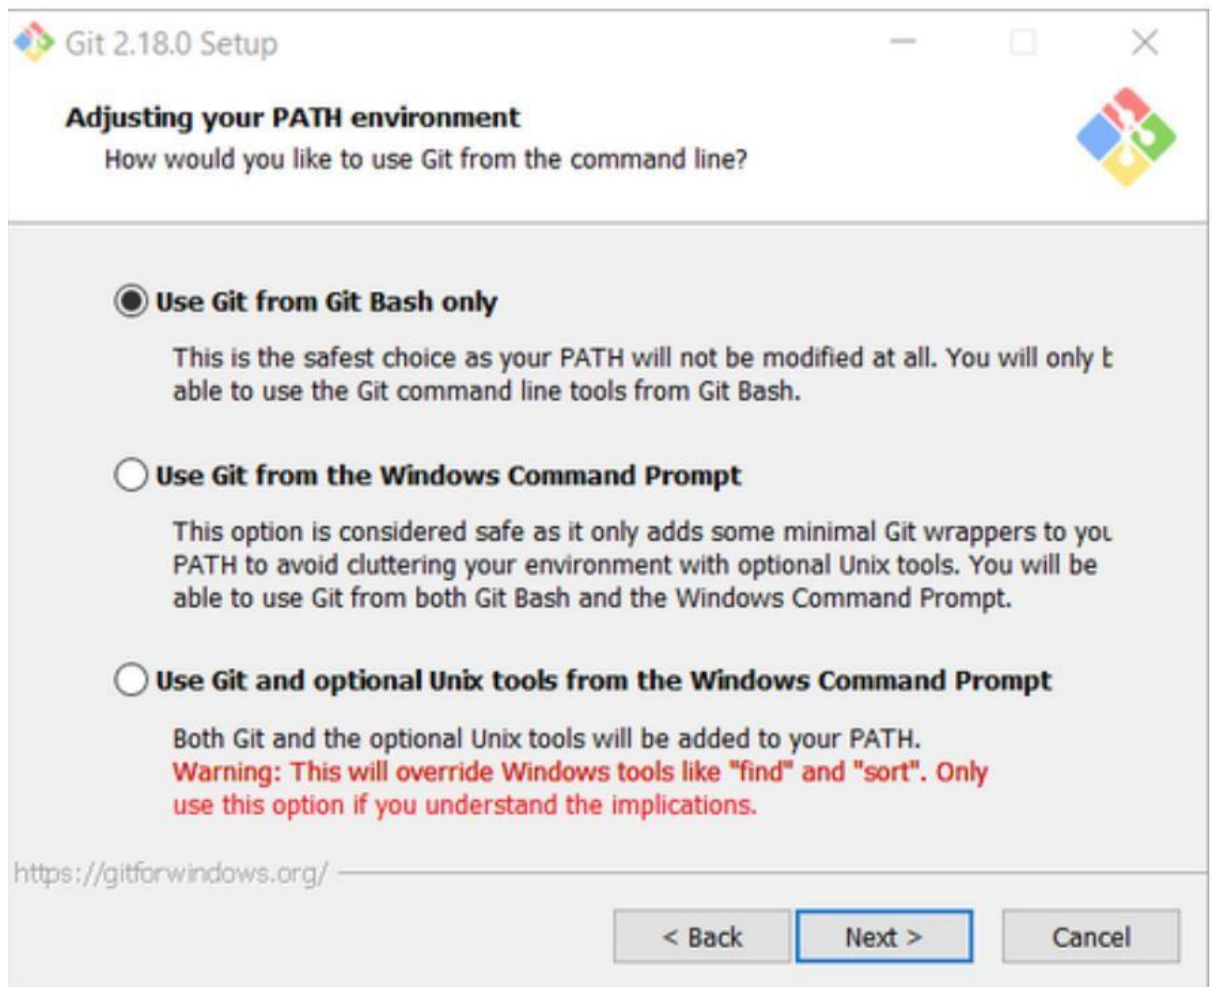 Git 2.18.0 Setup
Adjusting your PATH environment
How would you like to use Git from the command line?
Use Git from Git Bash only
This is the safest choice as your PATH will not be modified at all. You will only b
able to use the Git command line tools from Git Bash.
Use Git from the Windows Command Prompt
This option is considered safe as it only adds some minimal Git wrappers to you
PATH to avoid cluttering your environment with optional Unix tools. You will be
able to use Git from both Git Bash and the Windows Command Prompt.
Use Git and optional Unix tools from the Windows Command Prompt
Both Git and the optional Unix tools will be added to your PATH.
Warning: This will override Windows tools like "find" and "sort". Only
use this option if you understand the implications.
https://gitforwindows.org/
< Back Next > Cancel